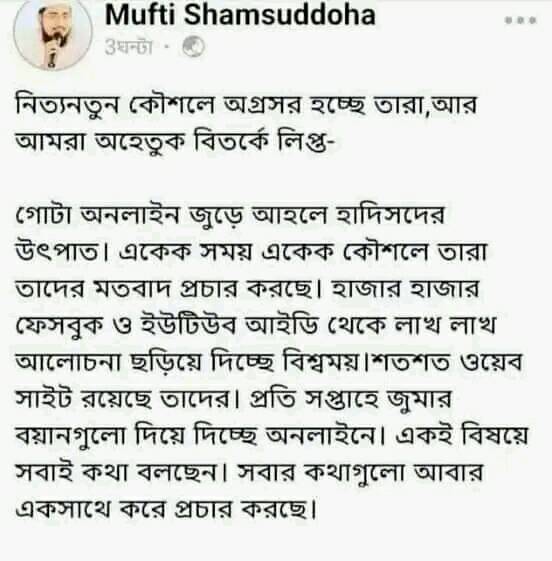 Mufti Shamsuddoha
3ঘন্টা ·
নিত্যনতুন কৌশলে অগ্রসর হচ্ছে তারা,আর
আমরা অহেতুক বিতর্কে লিপ্ত-
গোটা অনলাইন জুড়ে আহলে হাদিসদের
উৎপাত। একেক সময় একেক কৌশলে তারা
তাদের মতবাদ প্রচার করছে। হাজার হাজার
ফেসবুক ও ইউটিউব আইডি থেকে লাখ লাখ
আলোচনা ছড়িয়ে দিচ্ছে বিশ্বময়।শতশত ওয়েব
সাইট রয়েছে তাদের। প্রতি সপ্তাহে জুমার
বয়ানগুলো দিয়ে দিচ্ছে অনলাইনে। একই বিষয়ে
সবাই কথা বলছেন। সবার কথাগুলো আবার
একসাথে করে প্রচার করছে।